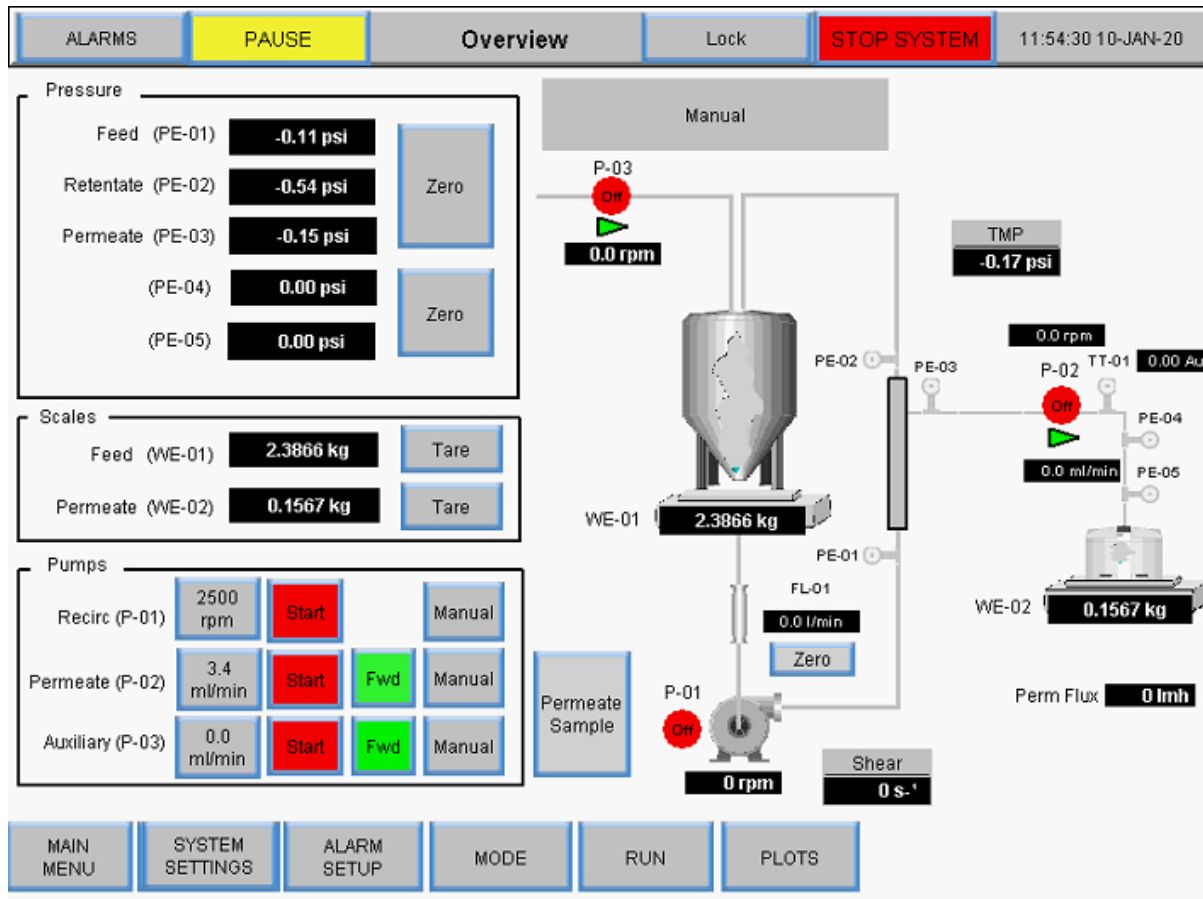 ALARMS
PAUSE
Overview
Lock
STOP SYSTEM
11:54:30 10-JAN-20
Pressure
Feed (PE-01)
-0.11 psi
Retentate (PE-02)
-0.54 psi
Zero
Permeate (PE-03)
-0.15 psi
(PE-04)
0.00 psi
Zero
(PE-05)
0.00 psi
Scales
Feed (WE-01)
2.3866 kg
Tare
Permeate (WE-02)
0.1567 kg
Tare
Pumps
Recirc (P-01)
2500
rpm
Start
Manual
Permeate (P-02)
3.4
ml/min
Start
Fwd
Manual
Auxiliary (P-03)
0.0
ml/min
Start
Fwd
Manual
Permeate
Sample
Manual
P-03
Off
0.0 rpm
TMP
-0.17 psi
PE-02
PE-03
0.0 rpm
P-02
TT-01
0.00 Au
Off
PE-04
0.0 ml/min
PE-05
WE-01
2.3866 kg
PE-01
FL-01
0.0 l/min
Zero
WE-02
0.1567 kg
P-01
Off
0 rpm
Perm Flux
0 lmh
Shear
0 s-¹
MAIN
MENU
SYSTEM
SETTINGS
ALARM
SETUP
MODE
RUN
PLOTS